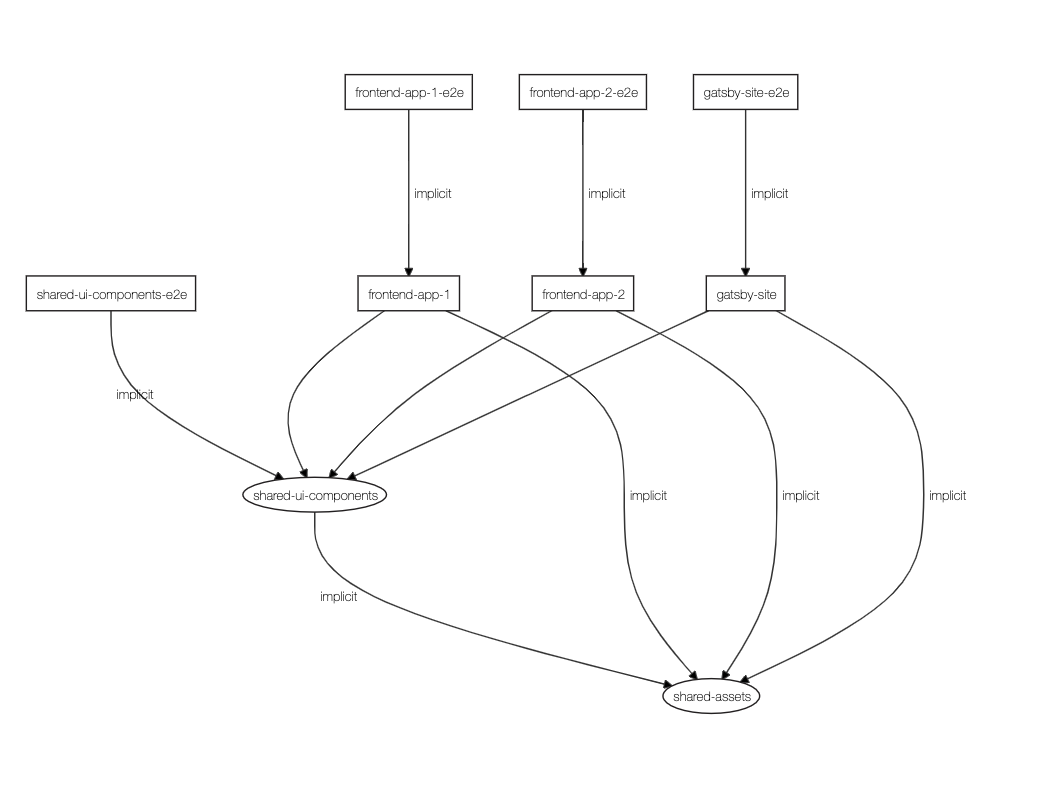 frontend-app-1-e2e
frontend-app-2-e2e
gatsby-site-e2e
implicit
implicit
implicit
shared-ui-components-e2e
frontend-app-1
frontend-app-2
gatsby-site
implicit
shared-ui-components
implicit
implicit
implicit
implicit
shared-assets